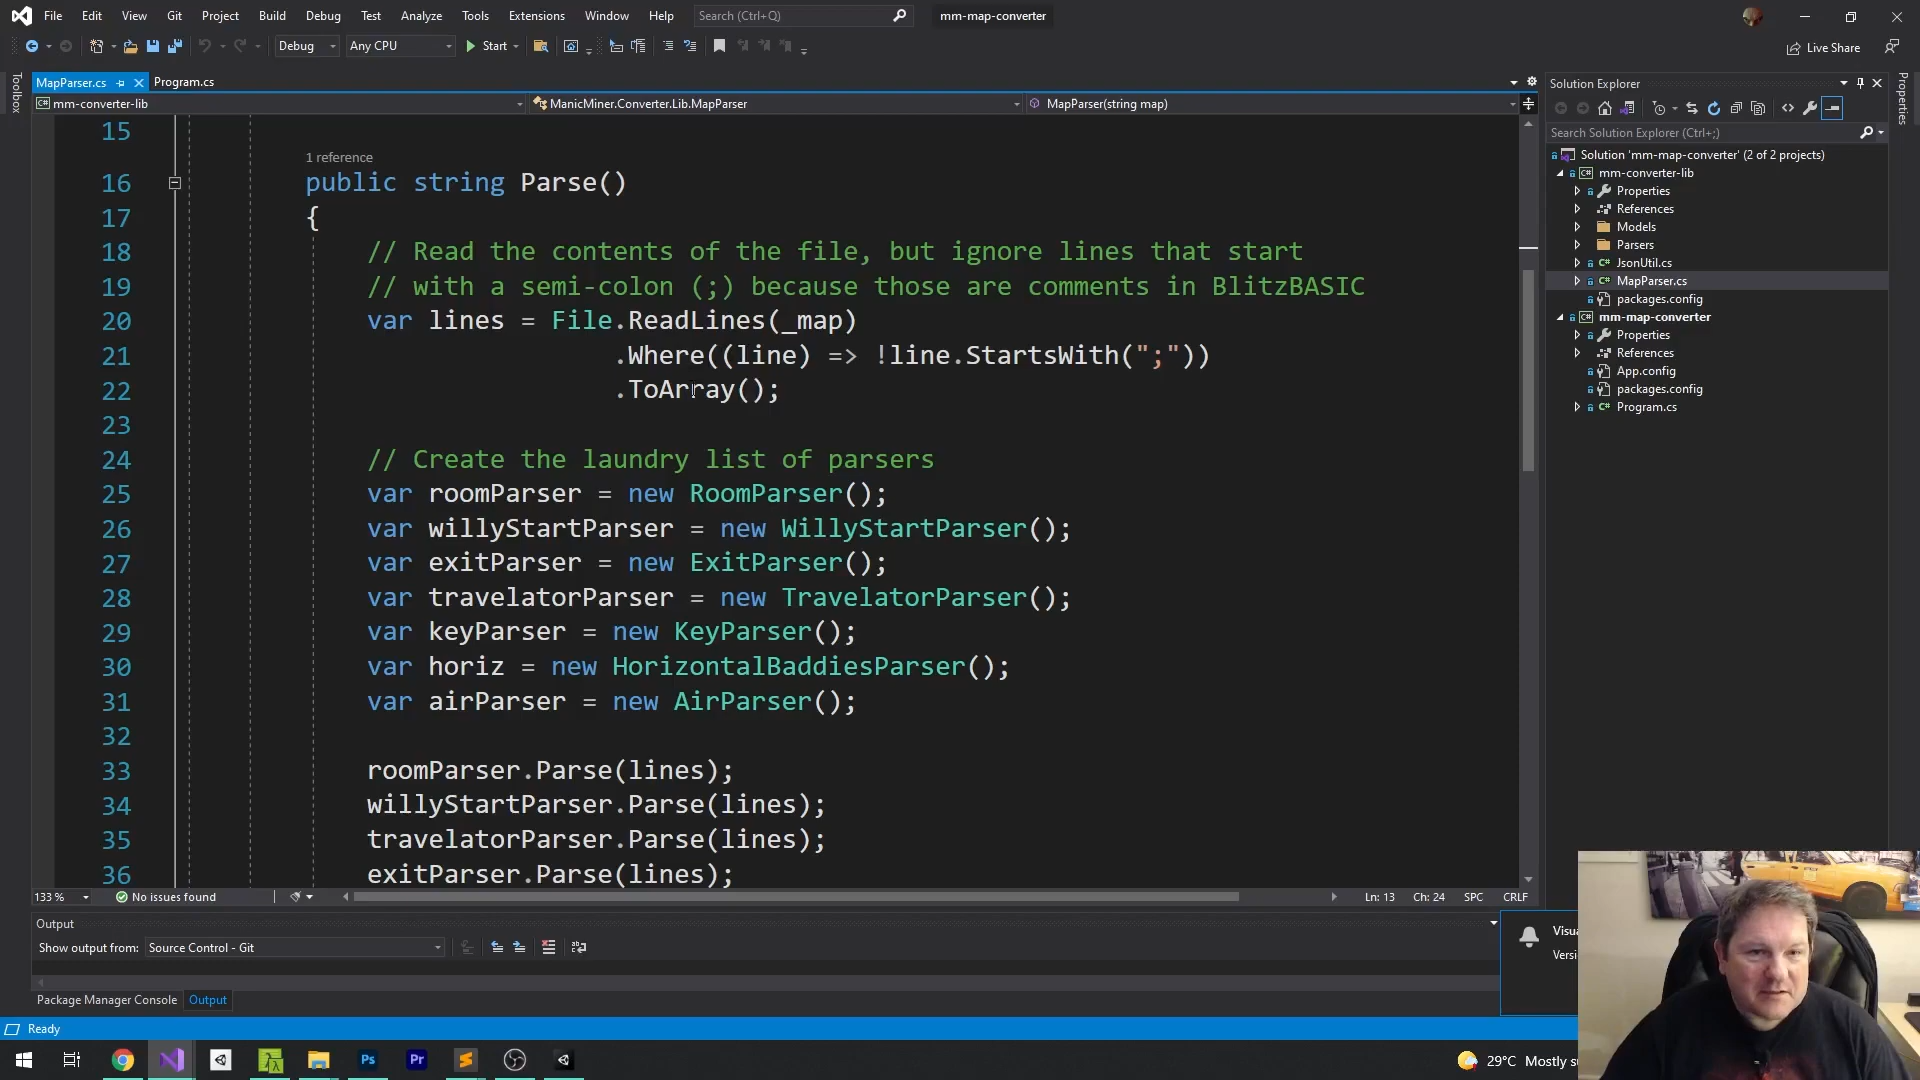 File Edit View Git Project Build Debug Test Analyze Tools Extensions Window Help Search (Ctrl+Q) mm-map-converter
Debug Any CPU Start Live Share
Toolbox
MapParser.cs Program.cs
mm-converter-lib ManicMiner.Converter.Lib.MapParser MapParser(string map)
15
1 reference
16 public string Parse()
17 {
18 // Read the contents of the file, but ignore lines that start
19 // with a semi-colon (;) because those are comments in BlitzBASIC
20 var lines = File.ReadLines(_map)
21 .Where((line) => !line.StartsWith(";"))
22 .ToArray();
23
24 // Create the laundry list of parsers
25 var roomParser = new RoomParser();
26 var willyStartParser = new WillyStartParser();
27 var exitParser = new ExitParser();
28 var travelatorParser = new TravelatorParser();
29 var keyParser = new KeyParser();
30 var horiz = new HorizontalBaddiesParser();
31 var airParser = new AirParser();
32
33 roomParser.Parse(lines);
34 willyStartParser.Parse(lines);
35 travelatorParser.Parse(lines);
36 exitParser.Parse(lines);
133 % No issues found Ln: 13 Ch: 24 SPC CRLF
Output
Show output from: Source Control - Git
Package Manager Console Output
Ready
Solution Explorer
Search Solution Explorer (Ctrl+;)
Solution 'mm-map-converter' (2 of 2 projects)
mm-converter-lib
Properties
References
Models
Parsers
JsonUtil.cs
MapParser.cs
packages.config
mm-map-converter
Properties
References
App.config
packages.config
Program.cs
Properties
Visua
Versi
Ps Pr
29°C Mostly su